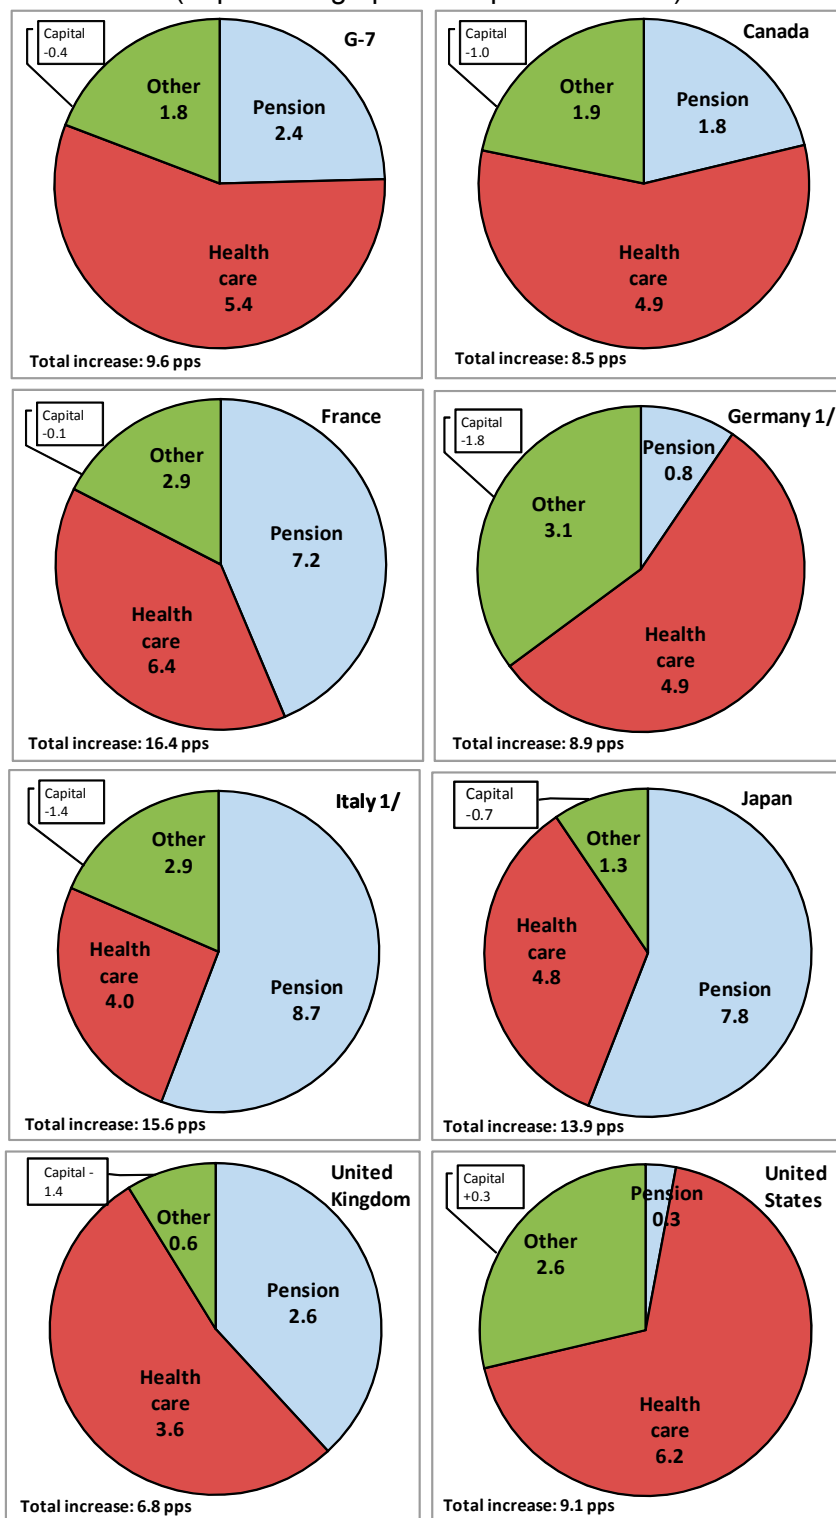 G-7
Capital
-0.4
Other
1.8
Pension
2.4
Health
care
5.4
Total increase: 9.6 pps
Canada
Capital
-1.0
Other
1.9
Pension
1.8
Health
care
4.9
Total increase: 8.5 pps
France
Capital
-0.1
Other
2.9
Pension
7.2
Health
care
6.4
Total increase: 16.4 pps
Germany 1/
Capital
-1.8
Pension
0.8
Other
3.1
Health
care
4.9
Total increase: 8.9 pps
Italy 1/
Capital
-1.4
Other
2.9
Health
care
4.0
Pension
8.7
Total increase: 15.6 pps
Japan
Capital
-0.7
Other
1.3
Health
care
4.8
Pension
7.8
Total increase: 13.9 pps
United
Kingdom
Capital -
1.4
Other
0.6
Pension
2.6
Health
care
3.6
Total increase: 6.8 pps
United
States
Capital
+0.3
Pension
0.3
Other
2.6
Health
care
6.2
Total increase: 9.1 pps